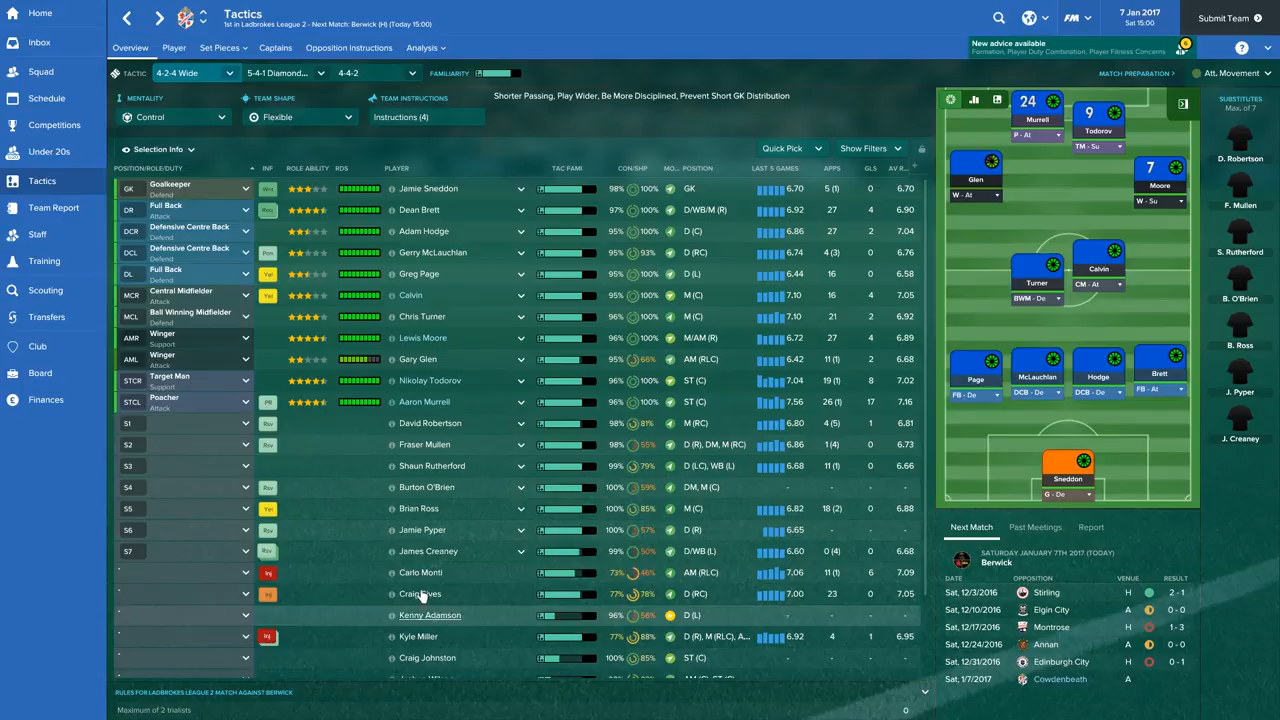 Home
Inbox
Squad
Schedule
Competitions
Under 20s
Tactics
Team Report
Staff
Training
Scouting
Transfers
Club
Board
Finances
Tactics
1st in Ladbrokes League 2 - Next Match: Berwick (H) (Today 15:00)
FM
7 Jan 2017
Sat 15:00
Submit Team
Overview Player Set Pieces Captains Opposition Instructions Analysis
New advice available
Formation, Player Duty Combination, Player Fitness Concerns
6
?
TACTIC 4-2-4 Wide 5-4-1 Diamond... 4-4-2 FAMILIARITY
MATCH PREPARATION > Att. Movement
MENTALITY TEAM SHAPE TEAM INSTRUCTIONS
Control Flexible Instructions (4)
Shorter Passing, Play Wider, Be More Disciplined, Prevent Short GK Distribution
Selection Info Quick Pick Show Filters
POSITION/ROLE/DUTY INF ROLE ABILITY RDS PLAYER TAC FAMI CON/SHP MO... POSITION LAST 5 GAMES APPS GLS AV R...
GK Goalkeeper Defend Wnt Jamie Sneddon 98% 100% GK 6.70 5 (1) 0 6.70
DR Full Back Attack Dean Brett 97% 100% D/WB/M (R) 6.92 27 4 6.90
DCR Defensive Centre Back Defend Adam Hodge 95% 100% D (C) 6.86 27 2 7.04
DCL Defensive Centre Back Defend Prm Gerry McLauchlan 95% 93% D (RC) 6.74 4 (3) 0 6.76
DL Full Back Defend Yel Greg Page 95% 100% D (L) 6.44 16 0 6.58
MCR Central Midfielder Attack Yel Calvin 95% 100% M (C) 7.10 16 4 7.05
MCL Ball Winning Midfielder Defend Chris Turner 96% 100% M (C) 7.10 21 2 6.92
AMR Winger Support Lewis Moore 96% 100% M/AM (R) 6.72 27 4 6.89
AML Winger Attack Gary Glen 95% 66% AM (RLC) 6.42 11 (1) 2 6.68
STCR Target Man Support Nikolay Todorov 96% 100% ST (C) 7.04 19 (1) 8 7.02
STCL Poacher Attack PR Aaron Murrell 96% 100% ST (C) 7.56 26 (1) 17 7.16
S1 Rsv David Robertson 98% 81% M (RC) 6.80 4 (5) 1 6.81
S2 Rsv Fraser Mullen 98% 55% D (R), DM, M (RC) 6.86 1 (4) 0 6.73
S3 Shaun Rutherford 99% 79% D (LC), WB (L) 6.68 11 (1) 0 6.66
S4 Rsv Burton O'Brien 100% 59% DM, M (C) - - -
S5 Yel Brian Ross 100% 85% M (C) 6.82 18 (2) 0 6.88
S6 Rsv Jamie Pyper 100% 57% D (R) 6.65 - - -
S7 Rsv James Creaney 99% 50% D/WB (L) 6.60 0 (4) 0 6.68
- Inj Carlo Monti 73% 46% AM (RLC) 7.06 11 (1) 6 7.09
- Inj 77% 78% D (RC) 7.00 23 0 7.05
- Kenny Adamson 96% 56% D (L) - - -
- Inj Kyle Miller 77% 88% D (R), M (RLC), A... 6.92 4 1 6.95
- Craig Johnston 100% 85% ST (C) - - -
RULES FOR LADBROKES LEAGUE 2 MATCH AGAINST BERWICK
Maximum of 2 trialists 0
24
Murrell
P - At
9
Todorov
TM - Su
Glen
W - At
7
Moore
W - Su
Turner
BWM - De
Calvin
CM - At
Page
FB - De
McLauchlan
DCB - De
Hodge
DCB - De
Brett
FB - At
Sneddon
G - De
SUBSTITUTES
Max. of 7
D. Robertson
F. Mullen
S. Rutherford
B. O'Brien
B. Ross
J. Pyper
J. Creaney
Next Match Past Meetings Report
SATURDAY JANUARY 7TH 2017 (TODAY)
Berwick
DATE OPPOSITION VENUE RESULT
Sat, 12/3/2016 Stirling H 2 - 1
Sat, 12/10/2016 Elgin City A 0 - 0
Sat, 12/17/2016 Montrose H 1 - 3
Sat, 12/24/2016 Annan A 0 - 0
Sat, 12/31/2016 Edinburgh City H 0 - 1
Sat, 1/7/2017 Cowdenbeath A